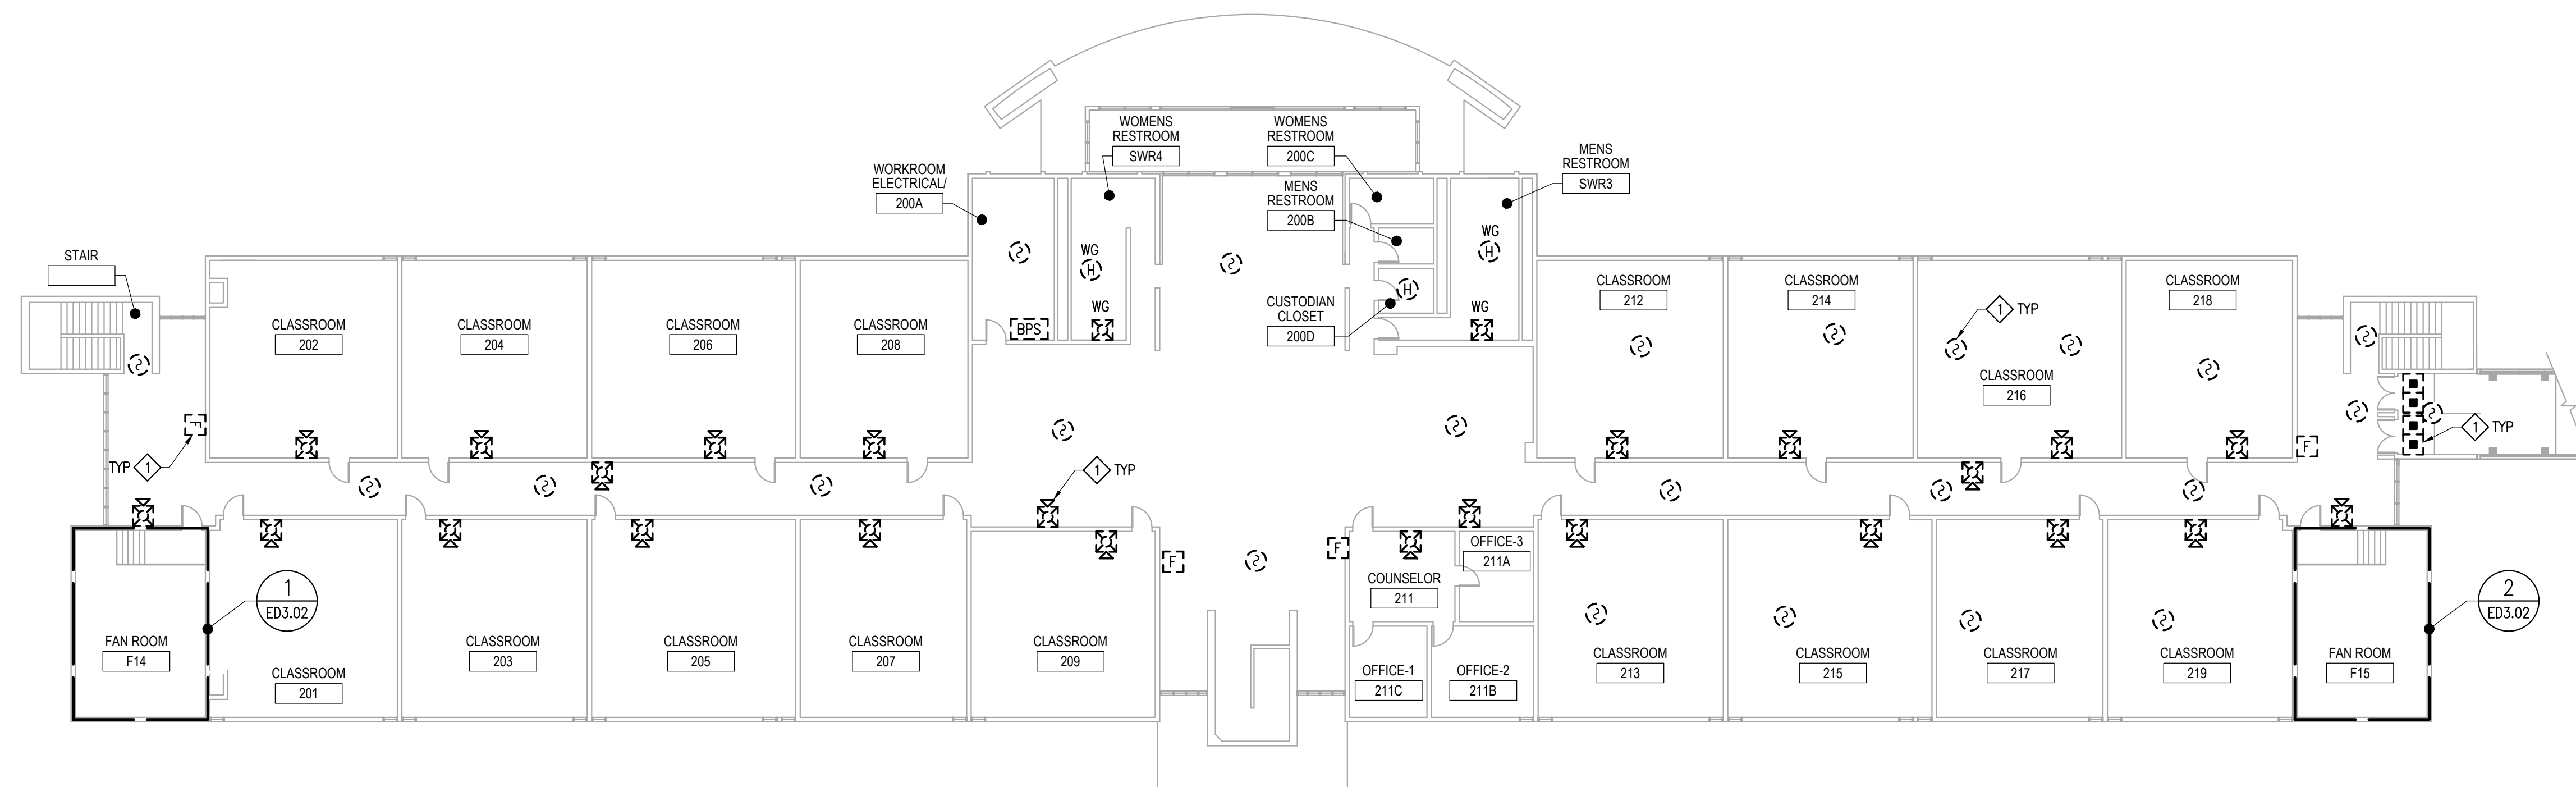 WOMENS
RESTROOM
SWR4
WOMENS
RESTROOM
200C
MENS
RESTROOM
SWR3
WORKROOM
ELECTRICAL/
200A
MENS
RESTROOM
200B
WG
H
WG
H
STAIR
CUSTODIAN
CLOSET
200D
H
WG
WG
BPS
CLASSROOM
202
CLASSROOM
204
CLASSROOM
206
CLASSROOM
208
CLASSROOM
212
CLASSROOM
214
1 TYP
CLASSROOM
216
CLASSROOM
218
F
TYP 1
1 TYP
F
1 TYP
F
F
OFFICE-3
211A
COUNSELOR
211
1
ED3.02
2
ED3.02
FAN ROOM
F14
CLASSROOM
201
CLASSROOM
203
CLASSROOM
205
CLASSROOM
207
CLASSROOM
209
OFFICE-1
211C
OFFICE-2
211B
CLASSROOM
213
CLASSROOM
215
CLASSROOM
217
CLASSROOM
219
FAN ROOM
F15